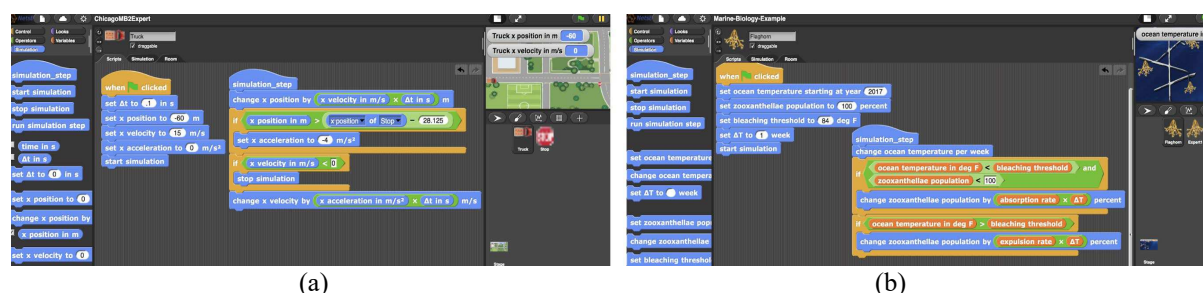 ChicagoMB2Expert
Control
Looks
Operators
Variables
Simulation
Truck
draggable
Scripts
Simulation
Room
simulation_step
start simulation
stop simulation
run simulation step
time in s
Δt in s
set Δt to 0 in s
set x position to 0
change x position by
x position in m
set x velocity to 0
when clicked
set Δt to .1 in s
set x position to -60 m
set x velocity to 15 m/s
set x acceleration to 0 m/s²
start simulation
simulation_step
change x position by x velocity in m/s × Δt in s m
if x position in m > x position of Stop − 28.125
set x acceleration to -4 m/s²
if x velocity in m/s < 0
stop simulation
change x velocity by x acceleration in m/s² × Δt in s m/s
Truck x position in m -60
Truck x velocity in m/s 0
Truck
Stop
Stage
(a)
Marine-Biology-Example
Control
Looks
Operators
Variables
Simulation
Flaghorn
draggable
Scripts
Simulation
Room
simulation_step
start simulation
stop simulation
run simulation step
set ocean temperature
change ocean tempera
set ΔT to week
set zooxanthellae pop
change zooxanthellae
set bleaching threshol
when clicked
set ocean temperature starting at year 2017
set zooxanthellae population to 100 percent
set bleaching threshold to 84 deg F
set ΔT to 1 week
start simulation
simulation_step
change ocean temperature per week
if ocean temperature in deg F < bleaching threshold and
zooxanthellae population < 100
change zooxanthellae population by absorption rate × ΔT percent
if ocean temperature in deg F > bleaching threshold
change zooxanthellae population by expulsion rate × ΔT percent
ocean temperature in
Flaghorn
Stage
(b)